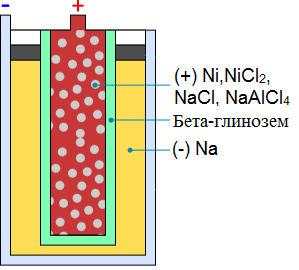 - +
(+) Ni,NiCl₂,
NaCl, NaAlCl₄
Бета-глинозем
(-) Na